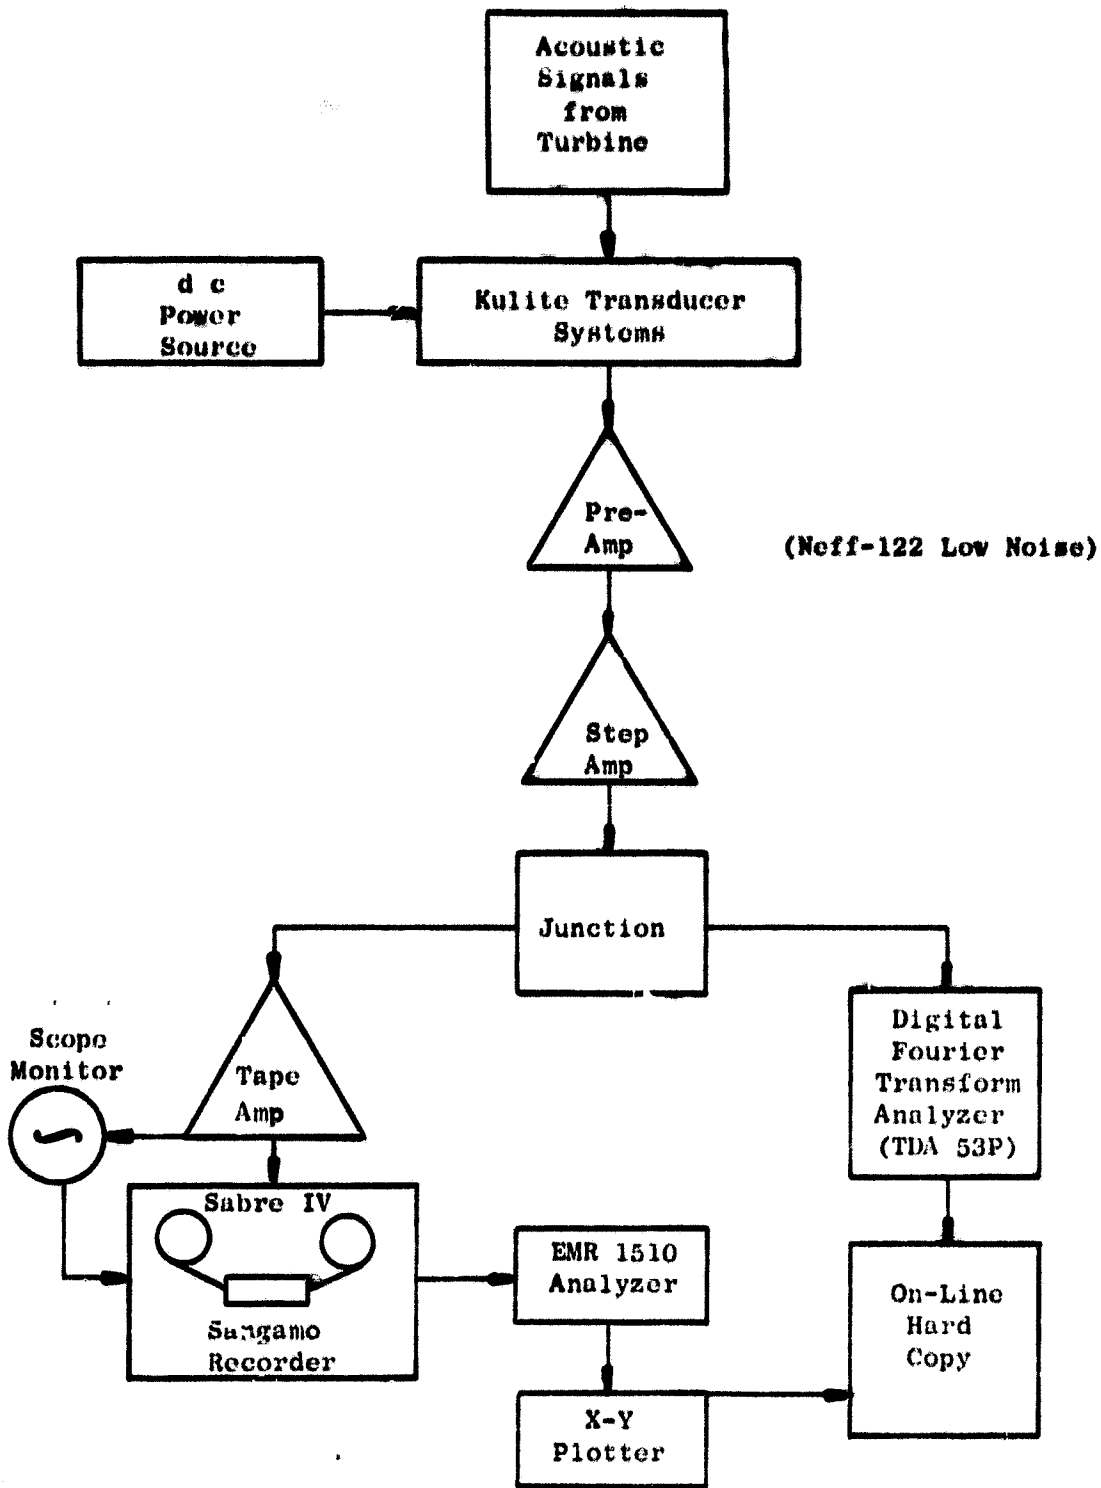 Acoustic
Signals
from
Turbine
d c
Power
Source
Kulite Transducer
Systems
Pre-
Amp
(Neff-122 Low Noise)
Step
Amp
Junction
Scope
Monitor
Tape
Amp
Digital
Fourier
Transform
Analyzer
(TDA 53P)
Sabre IV
Sangamo
Recorder
EMR 1510
Analyzer
On-Line
Hard
Copy
X-Y
Plotter